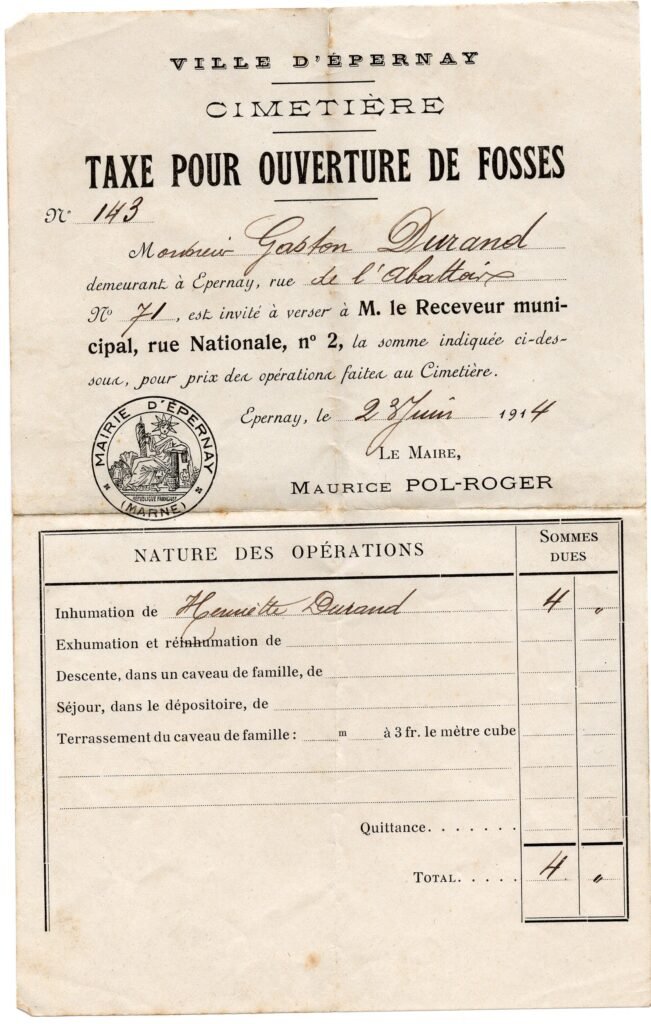 VILLE D'ÉPERNAY
CIMETIÈRE
TAXE POUR OUVERTURE DE FOSSES
N° 143
Monsieur Gaston Durand
demeurant à Epernay, rue de l'abattoir
N° 71, est invité à verser à M. le Receveur muni-
cipal, rue Nationale, n° 2, la somme indiquée ci-des-
sous, pour prix des opérations faites au Cimetière.
Epernay, le 23 Juin 1914
MAIRIE D'ÉPERNAY
RÉPUBLIQUE FRANÇAISE
(MARNE)
LE MAIRE,
MAURICE POL-ROGER
NATURE DES OPÉRATIONS
SOMMES DUES
Inhumation de Henriette Durand 4 "
Exhumation et réinhumation de
Descente, dans un caveau de famille, de
Séjour, dans le dépositoire, de
Terrassement du caveau de famille : m à 3 fr. le mètre cube
Quittance. . . . . . .
TOTAL. . . . . 4 "